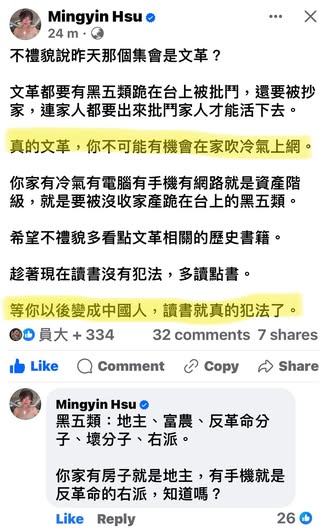 Mingyin Hsu
24 m
不禮貌說昨天那個集會是文革？
文革都要有黑五類跪在台上被批鬥，還要被抄
家，連家人都要出來批鬥家人才能活下去。
真的文革，你不可能有機會在家吹冷氣上網。
你家有冷氣有電腦有手機有網路就是資產階
級，就是要被沒收家產跪在台上的黑五類。
希望不禮貌多看點文革相關的歷史書籍。
趁著現在讀書沒有犯法，多讀點書。
等你以後變成中國人，讀書就真的犯法了。
員大 + 334 32 comments 7 shares
Like Comment Copy Share
Mingyin Hsu
黑五類：地主、富農、反革命分
子、壞分子、右派。
你家有房子就是地主，有手機就是
反革命的右派，知道嗎？
Like Reply 26